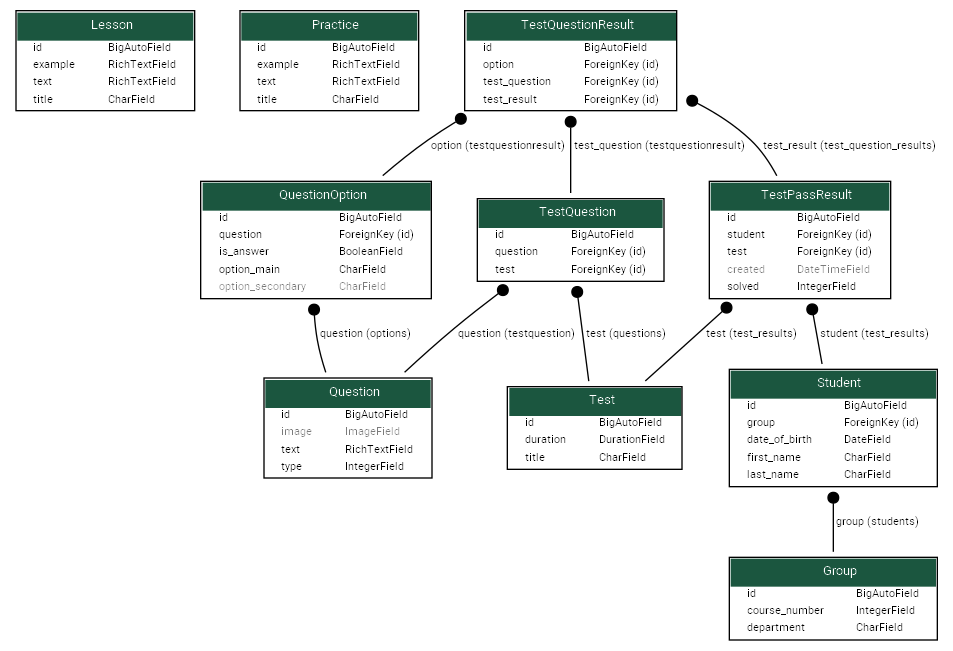 Lesson
id BigAutoField
example RichTextField
text RichTextField
title CharField
Practice
id BigAutoField
example RichTextField
text RichTextField
title CharField
TestQuestionResult
id BigAutoField
option ForeignKey (id)
test_question ForeignKey (id)
test_result ForeignKey (id)
option (testquestionresult)
test_question (testquestionresult)
test_result (test_question_results)
QuestionOption
id BigAutoField
question ForeignKey (id)
is_answer BooleanField
option_main CharField
option_secondary CharField
TestQuestion
id BigAutoField
question ForeignKey (id)
test ForeignKey (id)
TestPassResult
id BigAutoField
student ForeignKey (id)
test ForeignKey (id)
created DateTimeField
solved IntegerField
question (options)
question (testquestion)
test (questions)
test (test_results)
student (test_results)
Question
id BigAutoField
image ImageField
text RichTextField
type IntegerField
Test
id BigAutoField
duration DurationField
title CharField
Student
id BigAutoField
group ForeignKey (id)
date_of_birth DateField
first_name CharField
last_name CharField
group (students)
Group
id BigAutoField
course_number IntegerField
department CharField